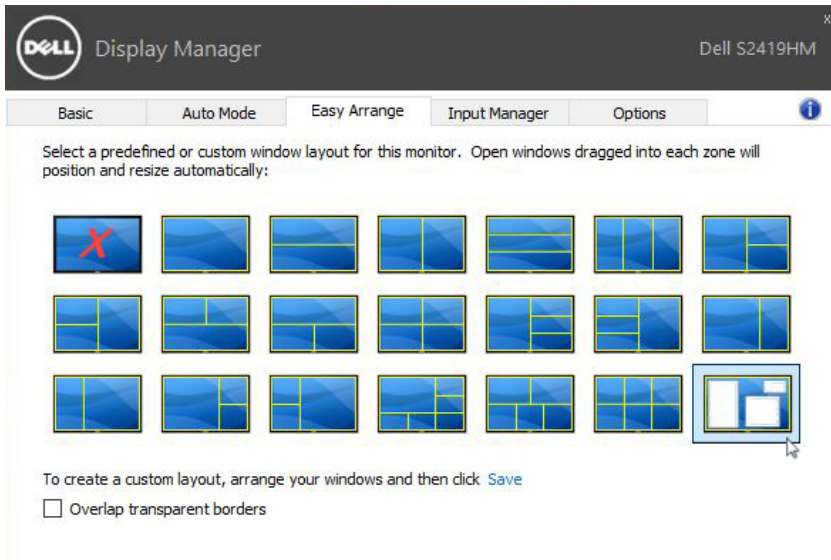 x
DELL Display Manager Dell S2419HM
Basic Auto Mode Easy Arrange Input Manager Options i
Select a predefined or custom window layout for this monitor. Open windows dragged into each zone will
position and resize automatically:
To create a custom layout, arrange your windows and then click Save
Overlap transparent borders